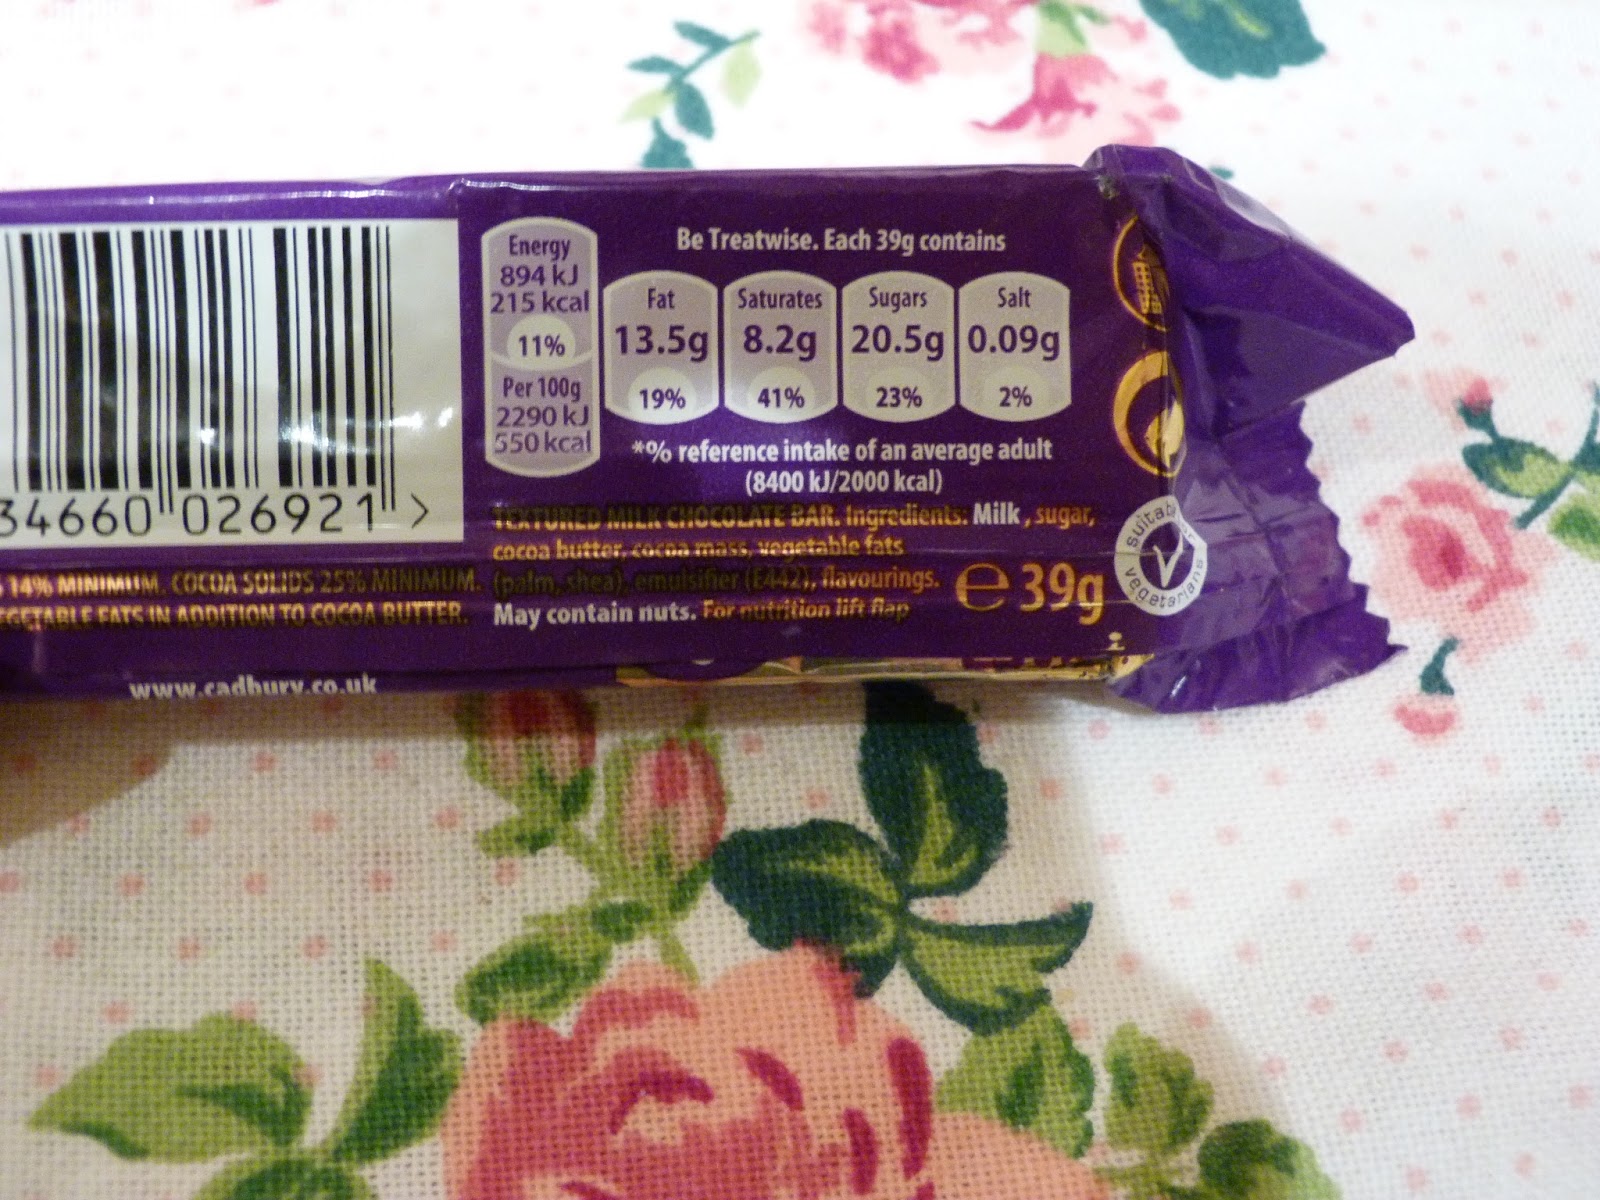 Be Treatwise. Each 39g contains
Energy
894 kJ
215 kcal
11%
Per 100g
2290 kJ
550 kcal
Fat
13.5g
19%
Saturates
8.2g
41%
Sugars
20.5g
23%
Salt
0.09g
2%
*% reference intake of an average adult
(8400 kJ/2000 kcal)
34660 026921 >
TEXTURED MILK CHOCOLATE BAR. Ingredients: Milk, sugar,
cocoa butter, cocoa mass, vegetable fats
(palm, shea), emulsifier (E442), flavourings.
May contain nuts. For nutrition lift flap
14% MINIMUM. COCOA SOLIDS 25% MINIMUM.
VEGETABLE FATS IN ADDITION TO COCOA BUTTER.
e 39g
suitable for vegetarians
www.cadbury.co.uk